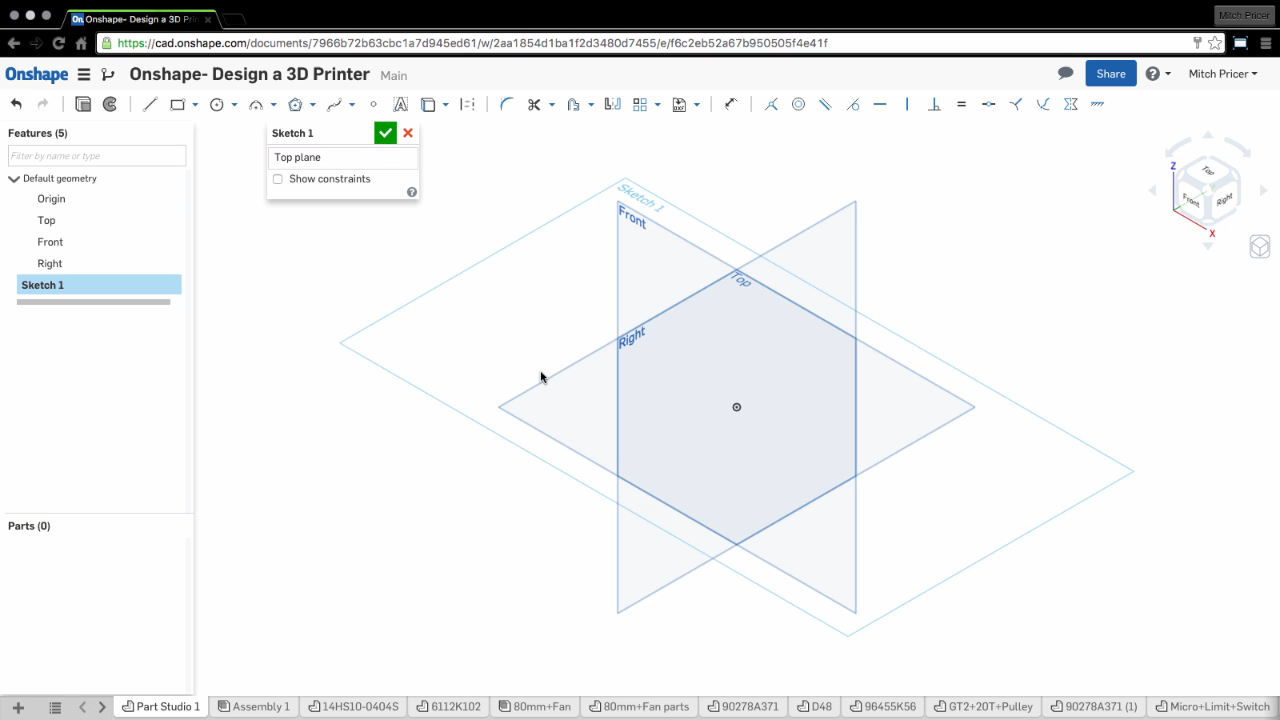 Mitch Pricer
Onshape- Design a 3D Prin
https://cad.onshape.com/documents/7966b72b63cbc1a7d945ed61/w/2aa1854d1ba1f2d3480d7455/e/f6c2eb52a67b950505f4e41f
Onshape
Onshape- Design a 3D Printer Main
Share
Mitch Pricer
Features (5)
Filter by name or type
Default geometry
Origin
Top
Front
Right
Sketch 1
Parts (0)
Sketch 1
Top plane
Show constraints
Sketch 1
Front
Top
Right
Z
Top
Front
Right
X
Part Studio 1
Assembly 1
14HS10-0404S
6112K102
80mm+Fan
80mm+Fan parts
90278A371
D48
96455K56
GT2+20T+Pulley
90278A371 (1)
Micro+Limit+Switch